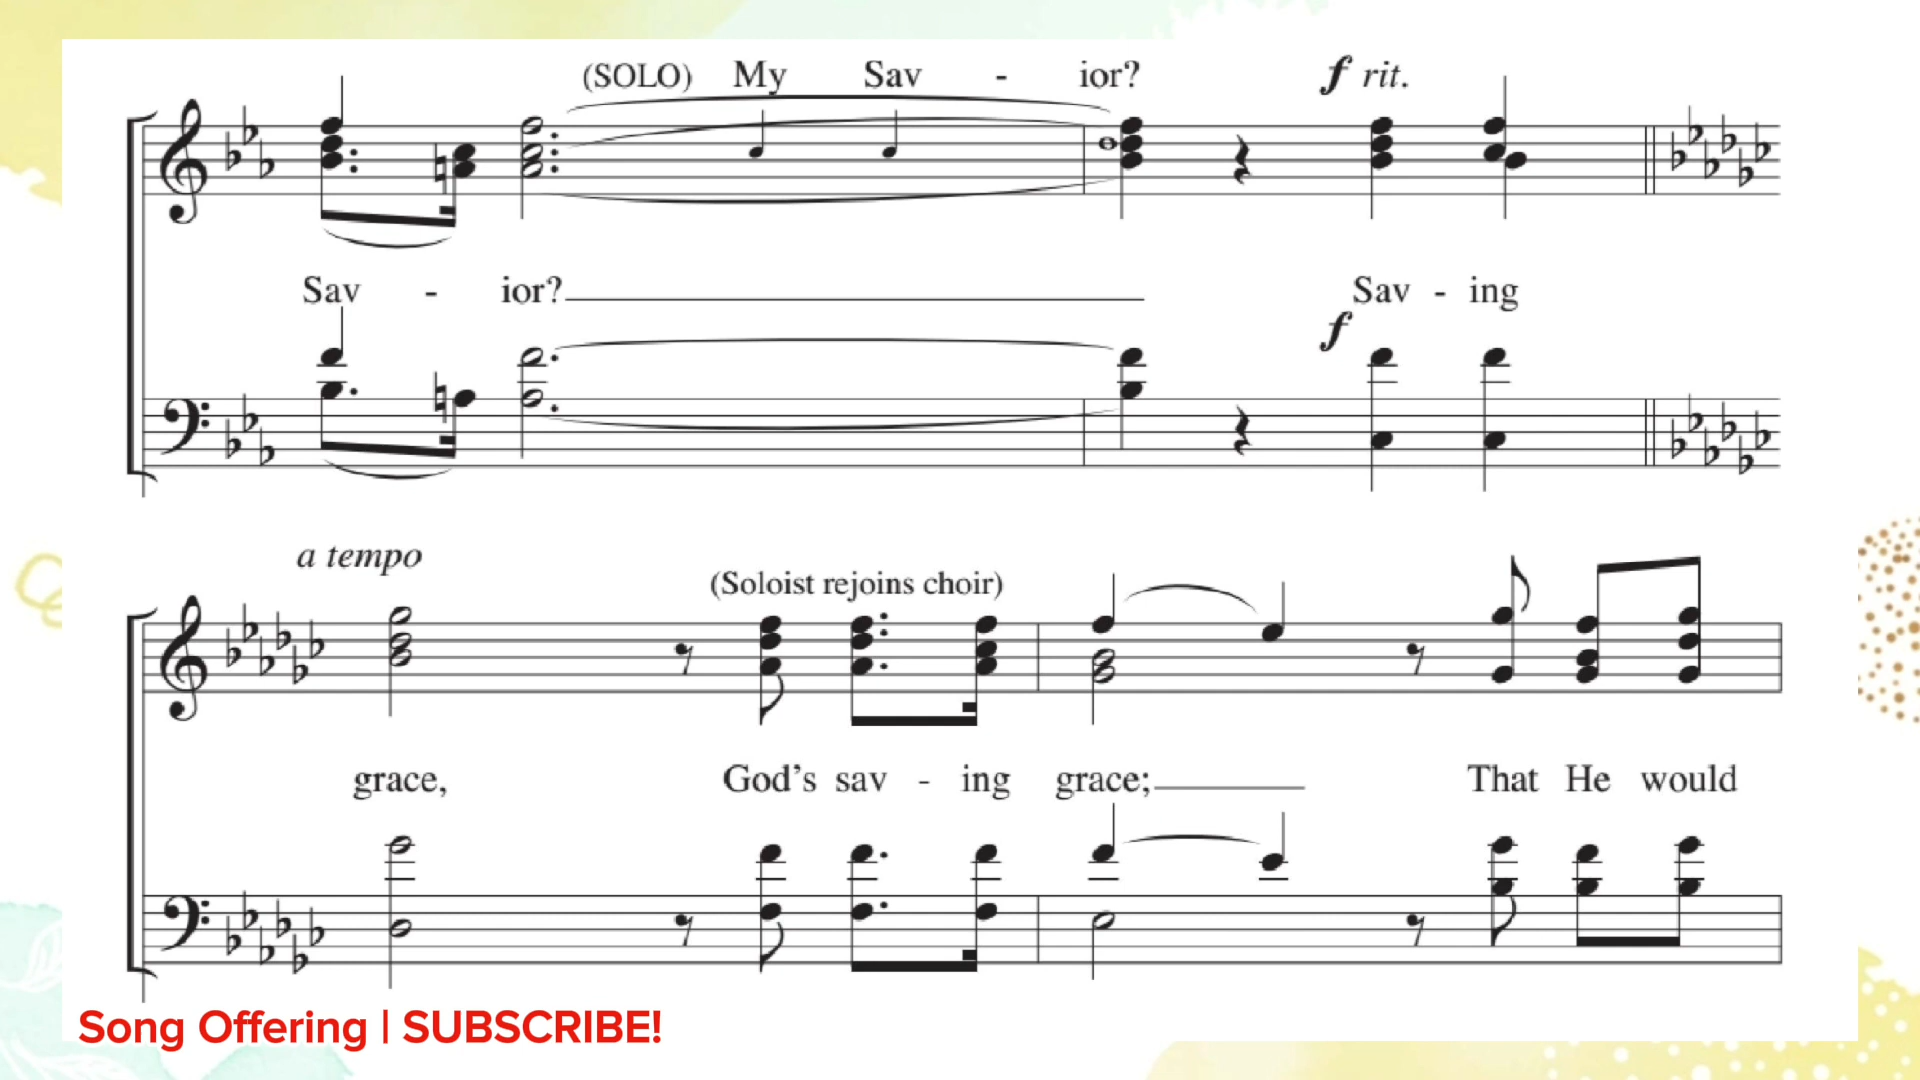 (SOLO) My Sav - ior? f rit.
Sav - ior? Sav - ing
f
a tempo
(Soloist rejoins choir)
grace, God's sav - ing grace; That He would
Song Offering | SUBSCRIBE!